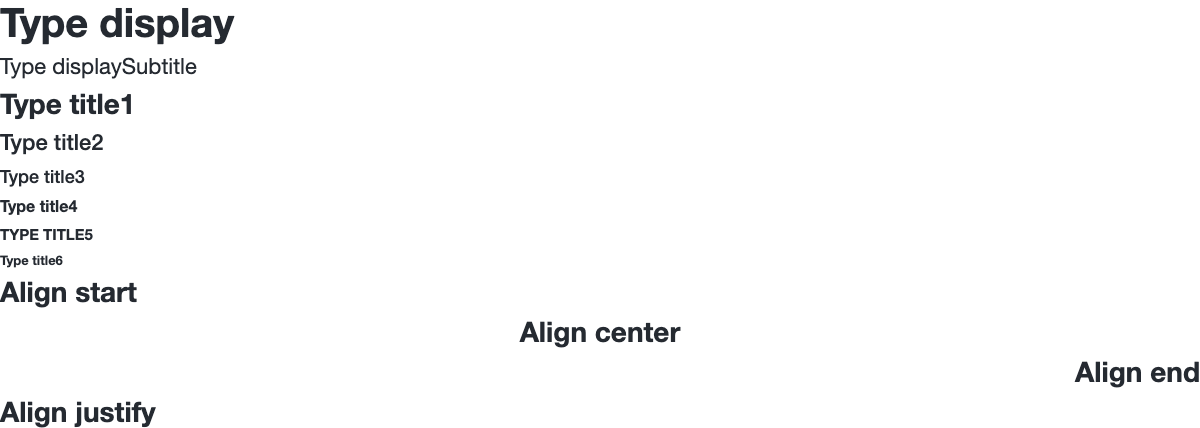 Type display
Type displaySubtitle
Type title1
Type title2
Type title3
Type title4
TYPE TITLE5
Type title6
Align start
Align center
Align end
Align justify